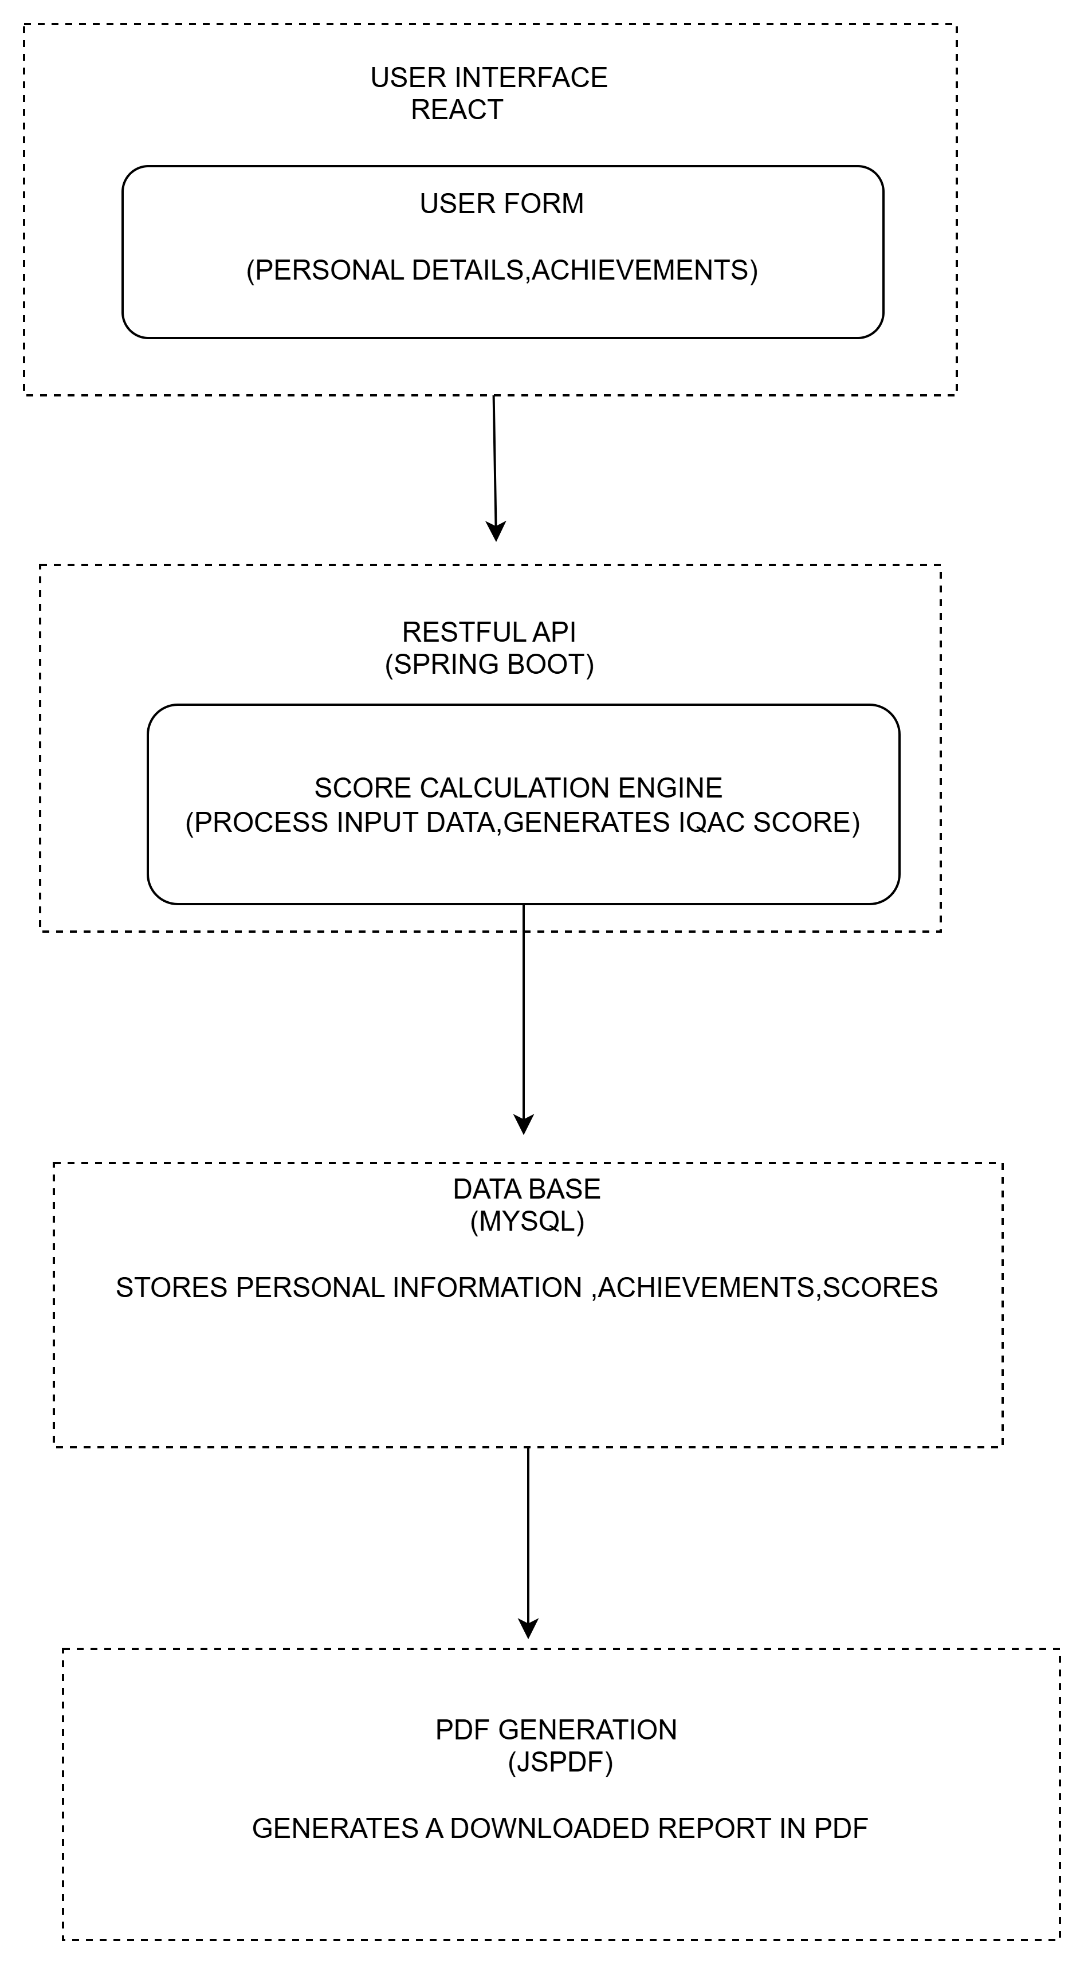 USER INTERFACE
REACT
USER FORM
(PERSONAL DETAILS,ACHIEVEMENTS)
RESTFUL API
(SPRING BOOT)
SCORE CALCULATION ENGINE
(PROCESS INPUT DATA,GENERATES IQAC SCORE)
DATA BASE
(MYSQL)
STORES PERSONAL INFORMATION ,ACHIEVEMENTS,SCORES
PDF GENERATION
(JSPDF)
GENERATES A DOWNLOADED REPORT IN PDF